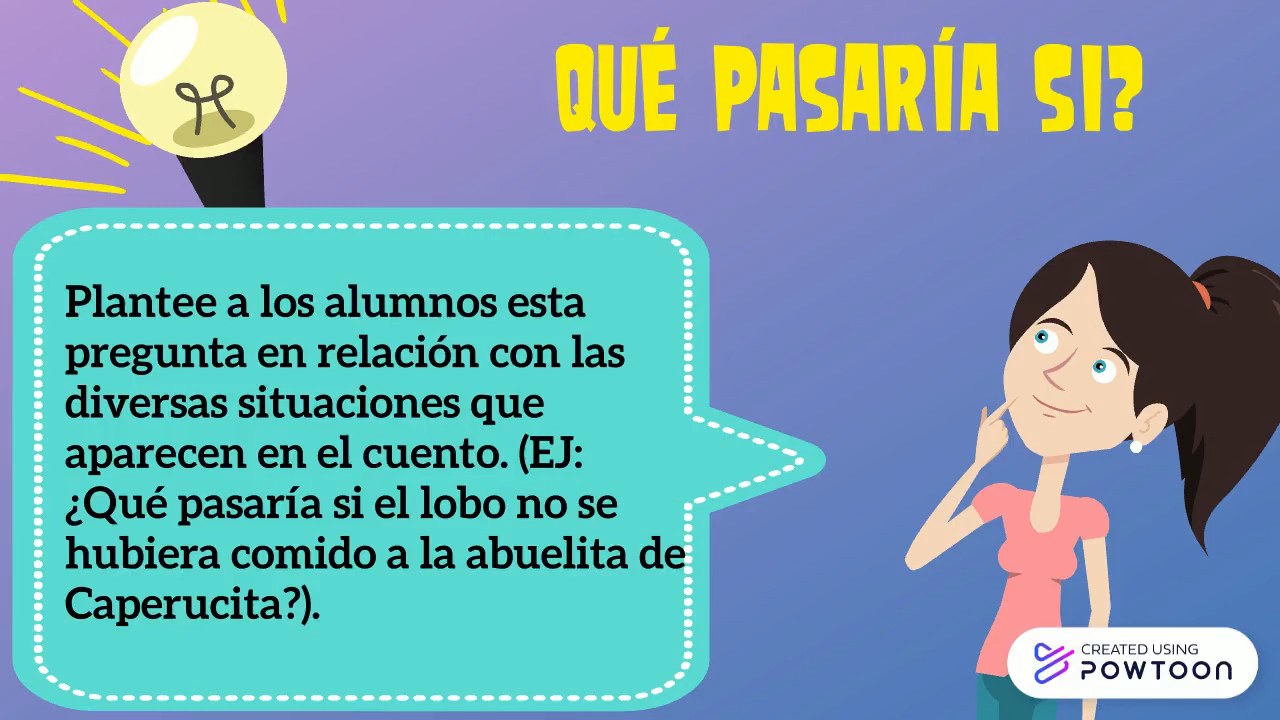 QUÉ PASARÍA SI?
Plantee a los alumnos esta
pregunta en relación con las
diversas situaciones que
aparecen en el cuento. (EJ:
¿Qué pasaría si el lobo no se
hubiera comido a la abuelita de
Caperucita?).
CREATED USING
POWTOON